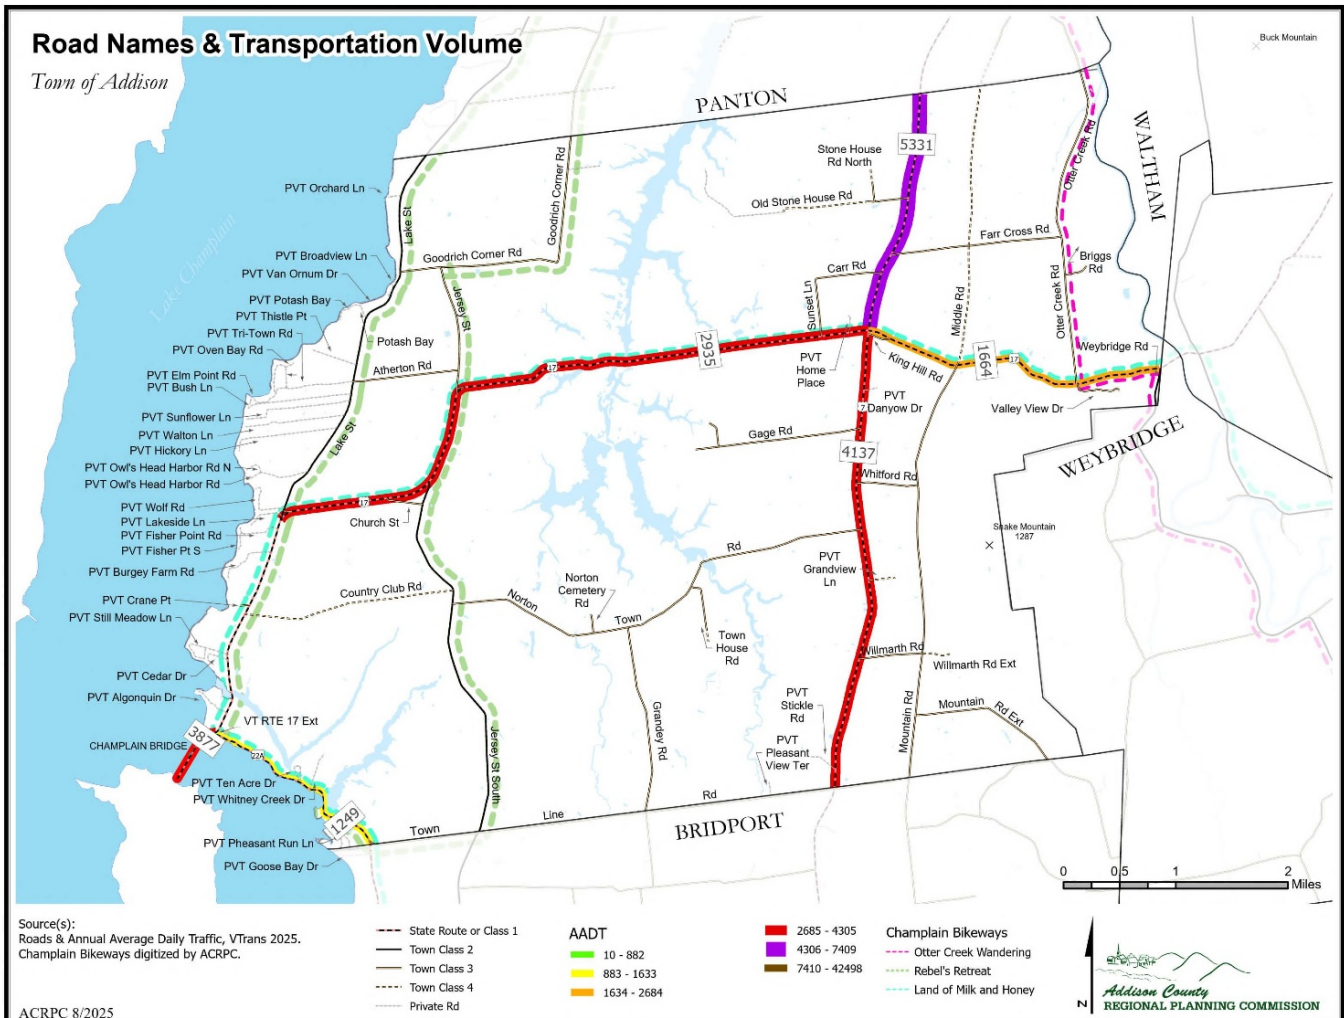 Road Names & Transportation Volume
Town of Addison
Buck Mountain
PANTON
WALTHAM
5331
Stone House
Rd North
Old Stone House Rd
Otter Creek Rd
Goodrich Corner Rd
PVT Orchard Ln
Lake St
Lake Champlain
Farr Cross Rd
PVT Broadview Ln
Goodrich Corner Rd
PVT Van Ornum Dr
Carr Rd
Briggs
Rd
PVT Potash Bay
Jersey St
Sunset Ln
Middle Rd
Otter Creek Rd
PVT Thistle Pt
PVT Tri-Town Rd
Potash Bay
PVT Oven Bay Rd
2935
1664
Weybridge Rd
17
17
PVT
Home
Place
King Hill Rd
Atherton Rd
PVT Elm Point Rd
PVT Bush Ln
PVT
Danyow Dr
Valley View Dr
7
PVT Sunflower Ln
PVT Walton Ln
Lake St
Gage Rd
WEYBRIDGE
PVT Hickory Ln
4137
PVT Owl's Head Harbor Rd N
PVT Owl's Head Harbor Rd
Whitford Rd
17
PVT Wolf Rd
PVT Lakeside Ln
Church St
PVT Fisher Point Rd
Snake Mountain
1287
PVT Fisher Pt S
Rd
PVT Burgey Farm Rd
PVT
Grandview
Ln
Country Club Rd
Norton
Cemetery
Rd
PVT Crane Pt
PVT Still Meadow Ln
Norton
Town
Town
House
Rd
Willmarth Rd
Willmarth Rd Ext
PVT Cedar Dr
PVT Algonquin Dr
PVT
Stickle
Rd
Mountain Rd
Mountain
Rd Ext
VT RTE 17 Ext
3877
CHAMPLAIN BRIDGE
Grandey Rd
Jersey St South
PVT
Pleasant
View Ter
22A
PVT Ten Acre Dr
PVT Whitney Creek Dr
1249
Town
Line
Rd
BRIDPORT
PVT Pheasant Run Ln
PVT Goose Bay Dr
0
0.5
1
2
Miles
Source(s):
Roads & Annual Average Daily Traffic, VTrans 2025.
Champlain Bikeways digitized by ACRPC.
State Route or Class 1
Town Class 2
Town Class 3
Town Class 4
Private Rd
AADT
10 - 882
883 - 1633
1634 - 2684
2685 - 4305
4306 - 7409
7410 - 42498
Champlain Bikeways
Otter Creek Wandering
Rebel's Retreat
Land of Milk and Honey
N
Addison County
REGIONAL PLANNING COMMISSION
ACRPC 8/2025